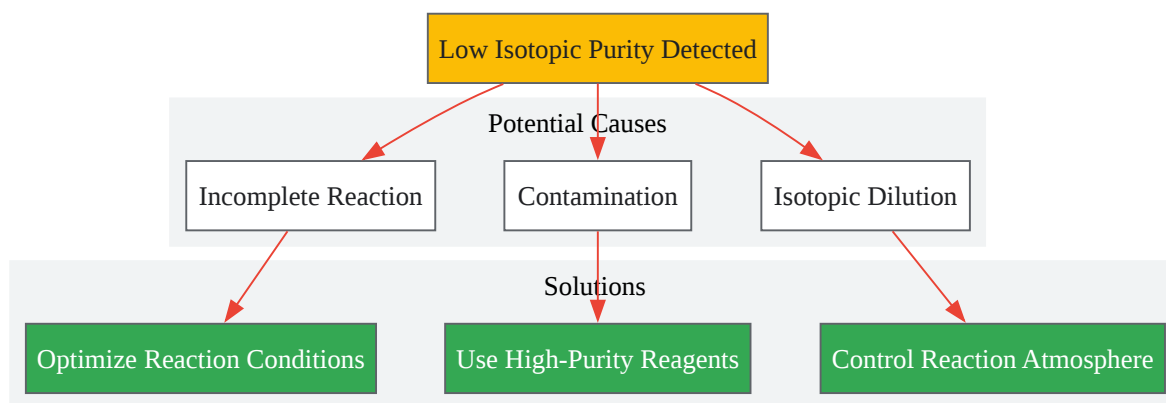 Low Isotopic Purity Detected
Potential Causes
Incomplete Reaction
Contamination
Isotopic Dilution
Solutions
Optimize Reaction Conditions
Use High-Purity Reagents
Control Reaction Atmosphere